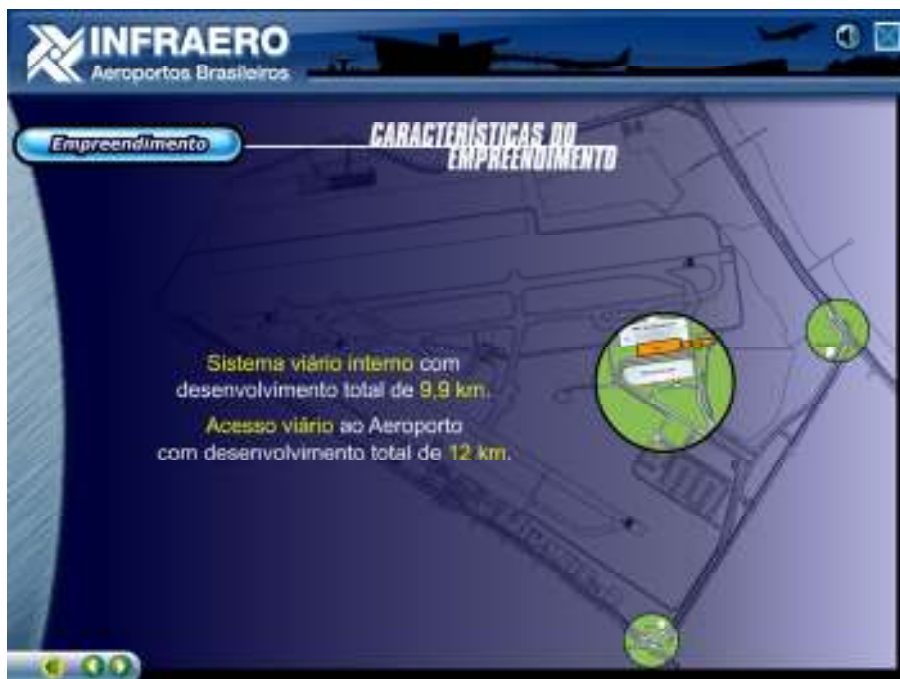 INFRAERO
Aeroportos Brasileiros
Empreendimento
CARACTERÍSTICAS DO
EMPREENDIMENTO
Sistema viário interno com
desenvolvimento total de 9,9 km.
Acesso viário ao Aeroporto
com desenvolvimento total de 12 km.